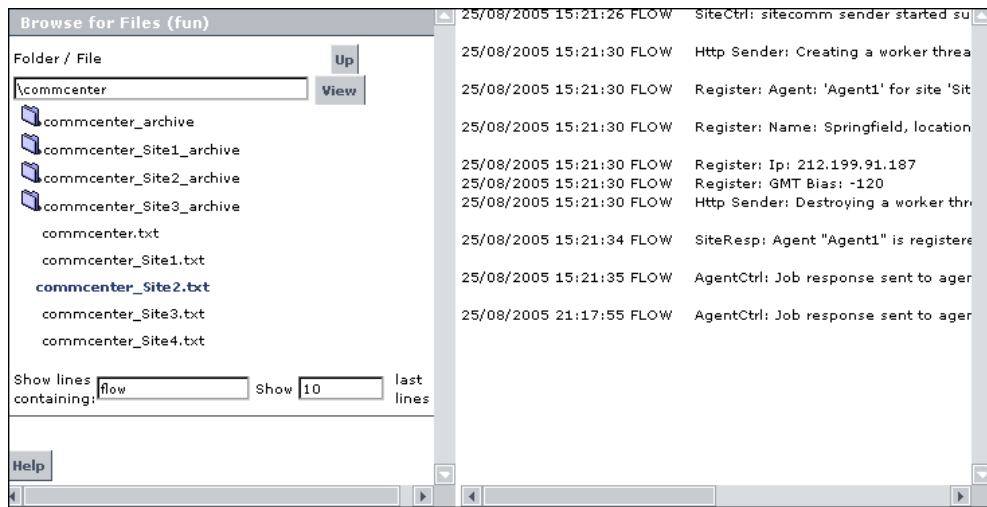 Browse for Files (fun)
Folder / File
Up
\commcenter
View
commcenter_archive
commcenter_Site1_archive
commcenter_Site2_archive
commcenter_Site3_archive
commcenter.txt
commcenter_Site1.txt
commcenter_Site2.txt
commcenter_Site3.txt
commcenter_Site4.txt
Show lines containing: flow Show 10 last lines
Help
25/08/2005 15:21:26 FLOW SiteCtrl: sitecomm sender started su
25/08/2005 15:21:30 FLOW Http Sender: Creating a worker threa
25/08/2005 15:21:30 FLOW Register: Agent: 'Agent1' for site 'Sit
25/08/2005 15:21:30 FLOW Register: Name: Springfield, location
25/08/2005 15:21:30 FLOW Register: Ip: 212.199.91.187
25/08/2005 15:21:30 FLOW Register: GMT Bias: -120
25/08/2005 15:21:30 FLOW Http Sender: Destroying a worker thr
25/08/2005 15:21:34 FLOW SiteResp: Agent "Agent1" is registere
25/08/2005 15:21:35 FLOW AgentCtrl: Job response sent to agen
25/08/2005 21:17:55 FLOW AgentCtrl: Job response sent to agen